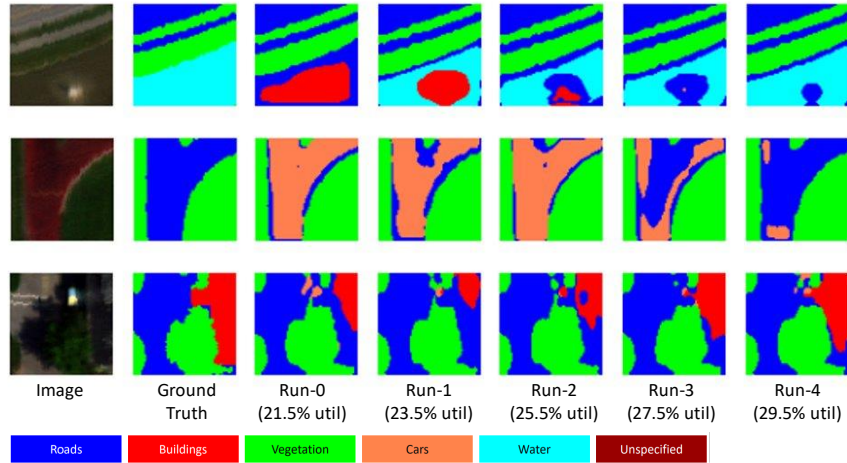 Image
Ground Truth
Run-0 (21.5% util)
Run-1 (23.5% util)
Run-2 (25.5% util)
Run-3 (27.5% util)
Run-4 (29.5% util)
Roads
Buildings
Vegetation
Cars
Water
Unspecified